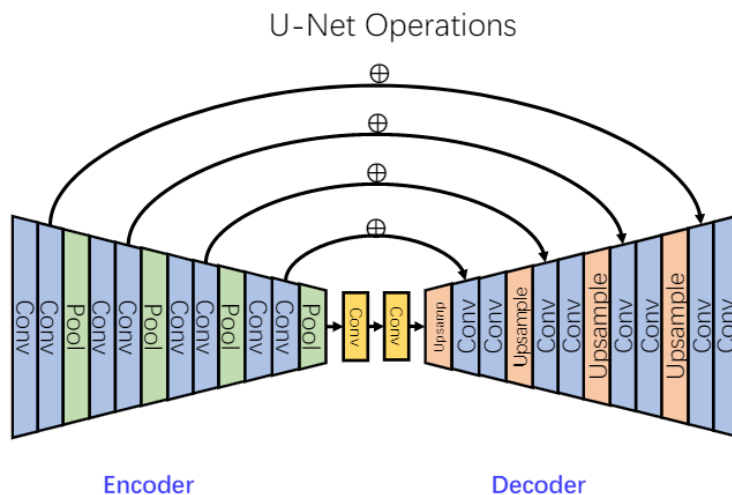 U-Net Operations
⊕
⊕
⊕
⊕
Conv
Conv
Pool
Conv
Conv
Pool
Conv
Conv
Pool
Conv
Conv
Pool
Conv
Conv
Upsamp
Conv
Conv
Upsample
Conv
Conv
Upsample
Conv
Conv
Upsample
Conv
Conv
Encoder
Decoder